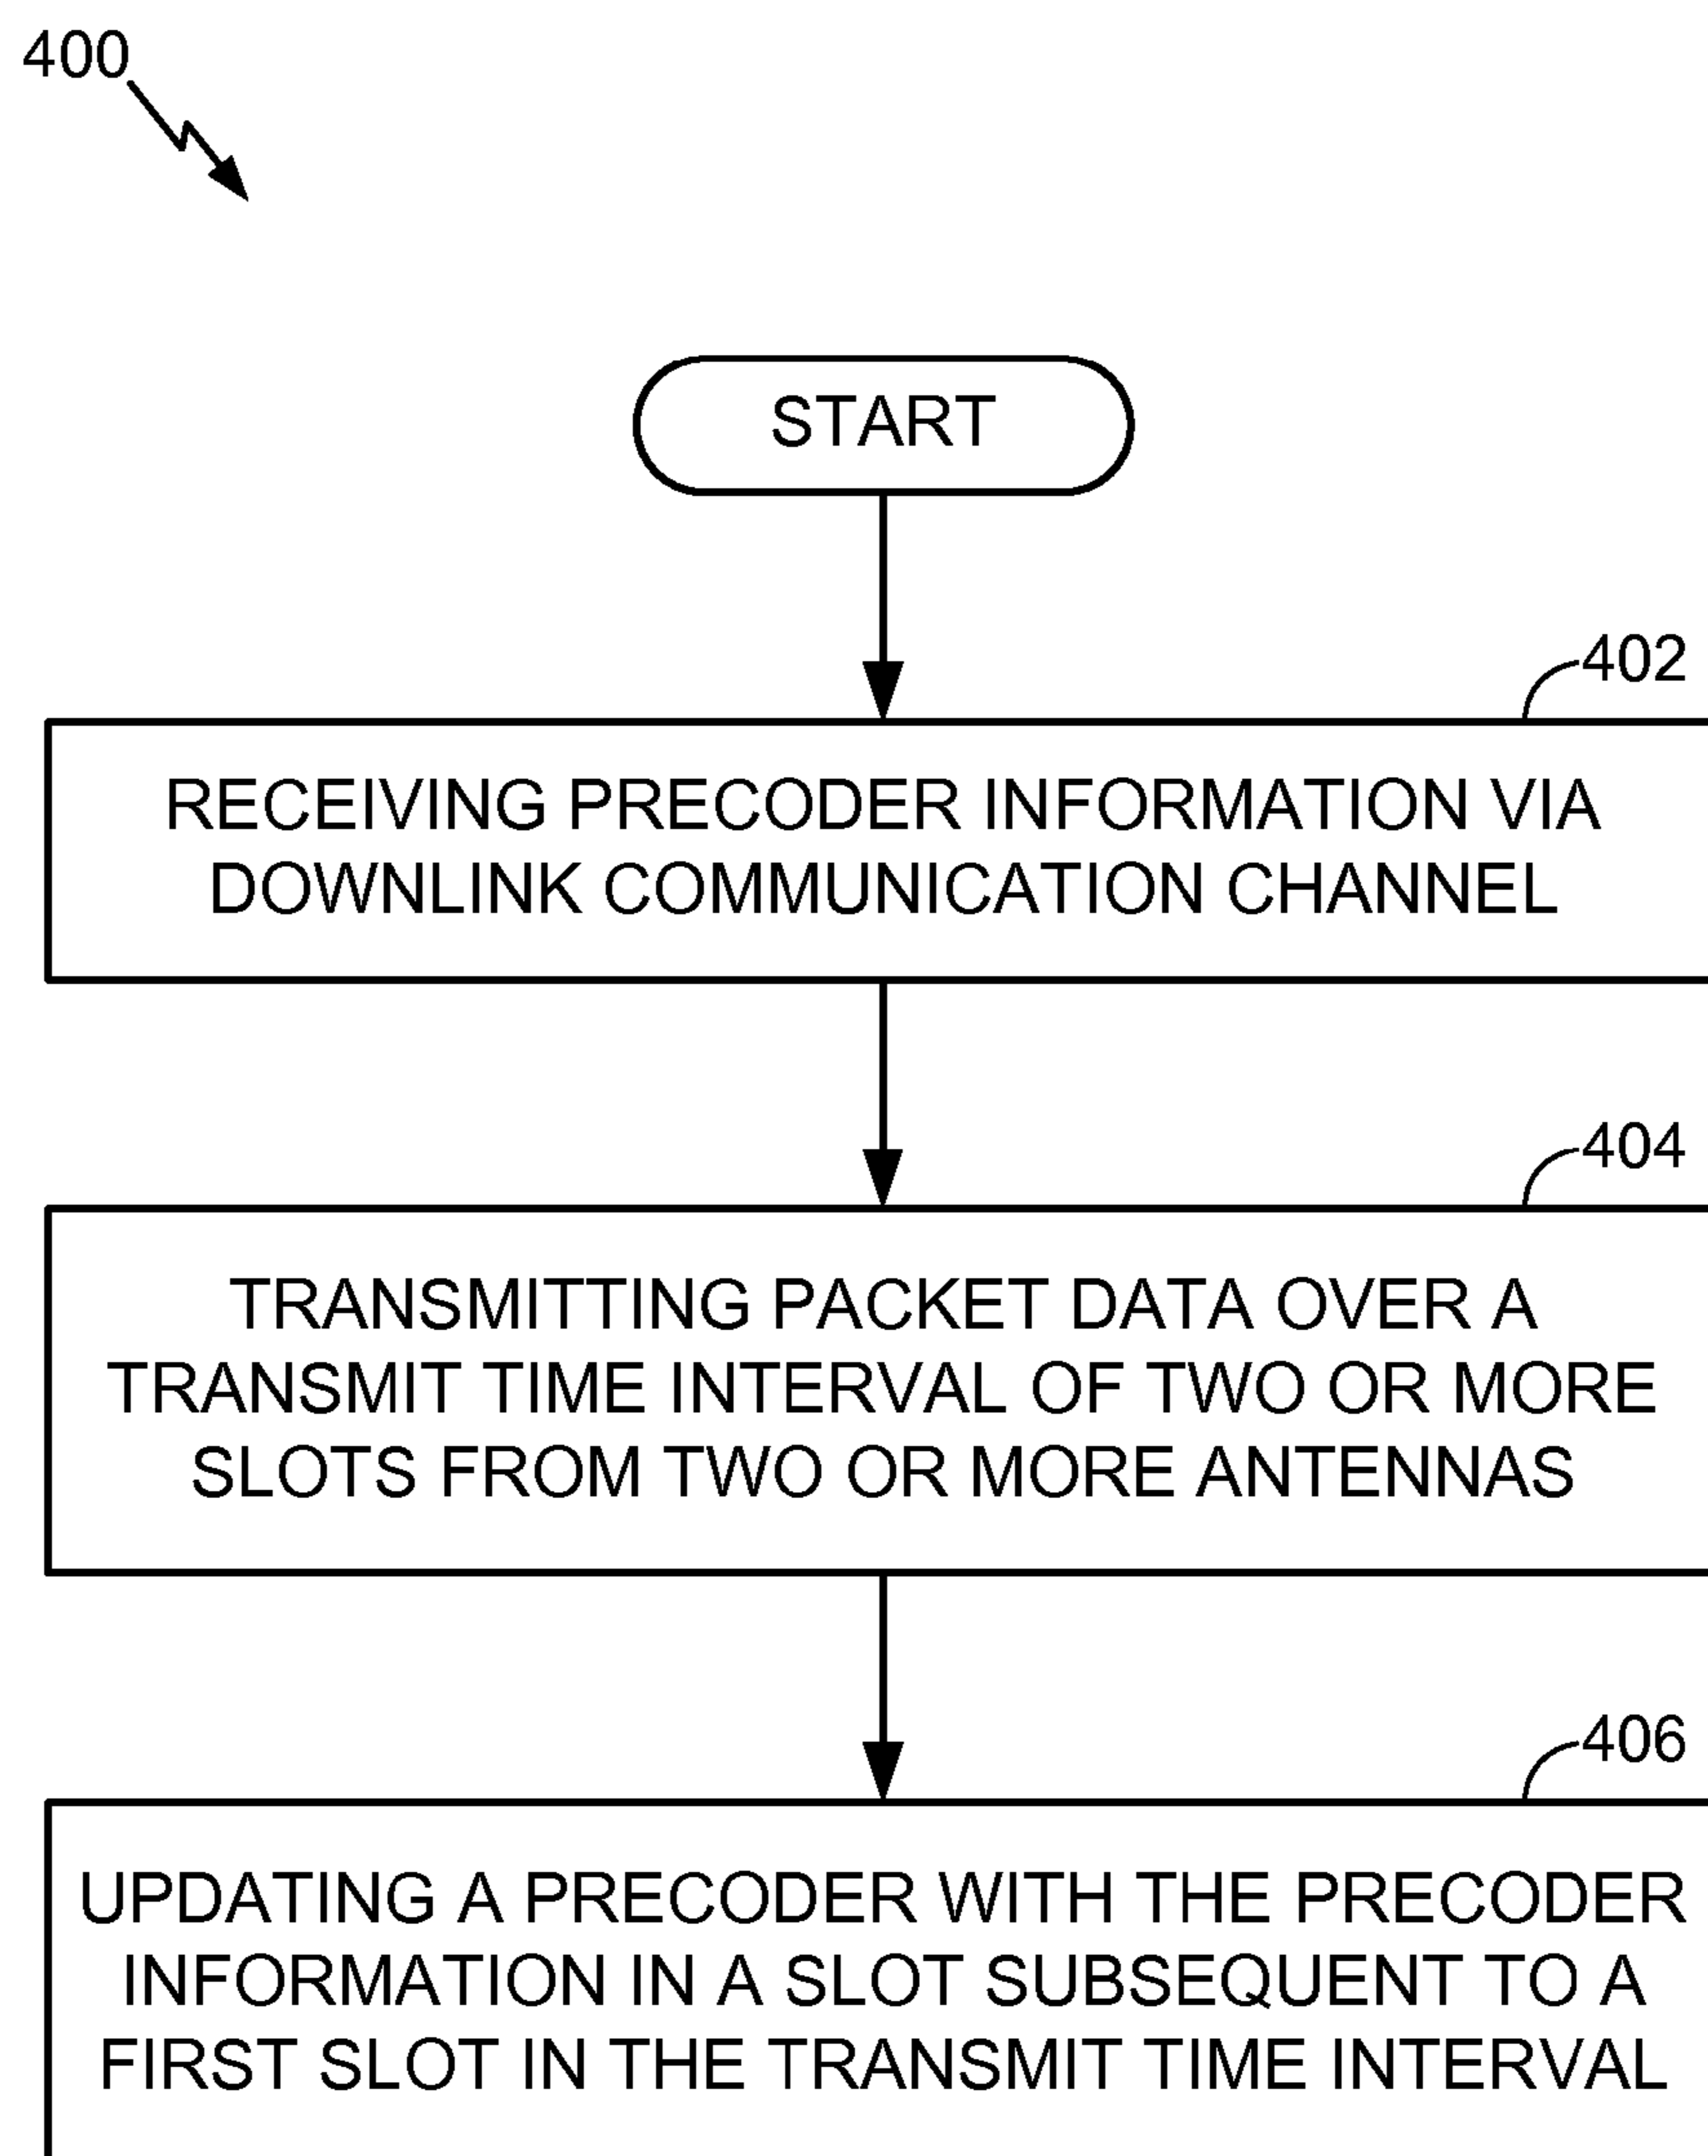 400
START
402
RECEIVING PRECODER INFORMATION VIA
DOWNLINK COMMUNICATION CHANNEL
404
TRANSMITTING PACKET DATA OVER A
TRANSMIT TIME INTERVAL OF TWO OR MORE
SLOTS FROM TWO OR MORE ANTENNAS
406
UPDATING A PRECODER WITH THE PRECODER
INFORMATION IN A SLOT SUBSEQUENT TO A
FIRST SLOT IN THE TRANSMIT TIME INTERVAL